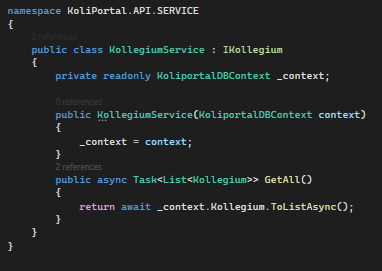 namespace KoliPortal.API.SERVICE
{
2 references
public class KollegiumService : IKollegium
{
private readonly KoliportalDBContext _context;
0 references
public KollegiumService(KoliportalDBContext context)
{
_context = context;
}
2 references
public async Task<List<Kollegium>> GetAll()
{
return await _context.Kollegium.ToListAsync();
}
}
}